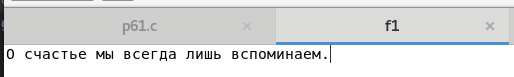 p61.c × f1 ×
О счастье мы всегда лишь вспоминаем.